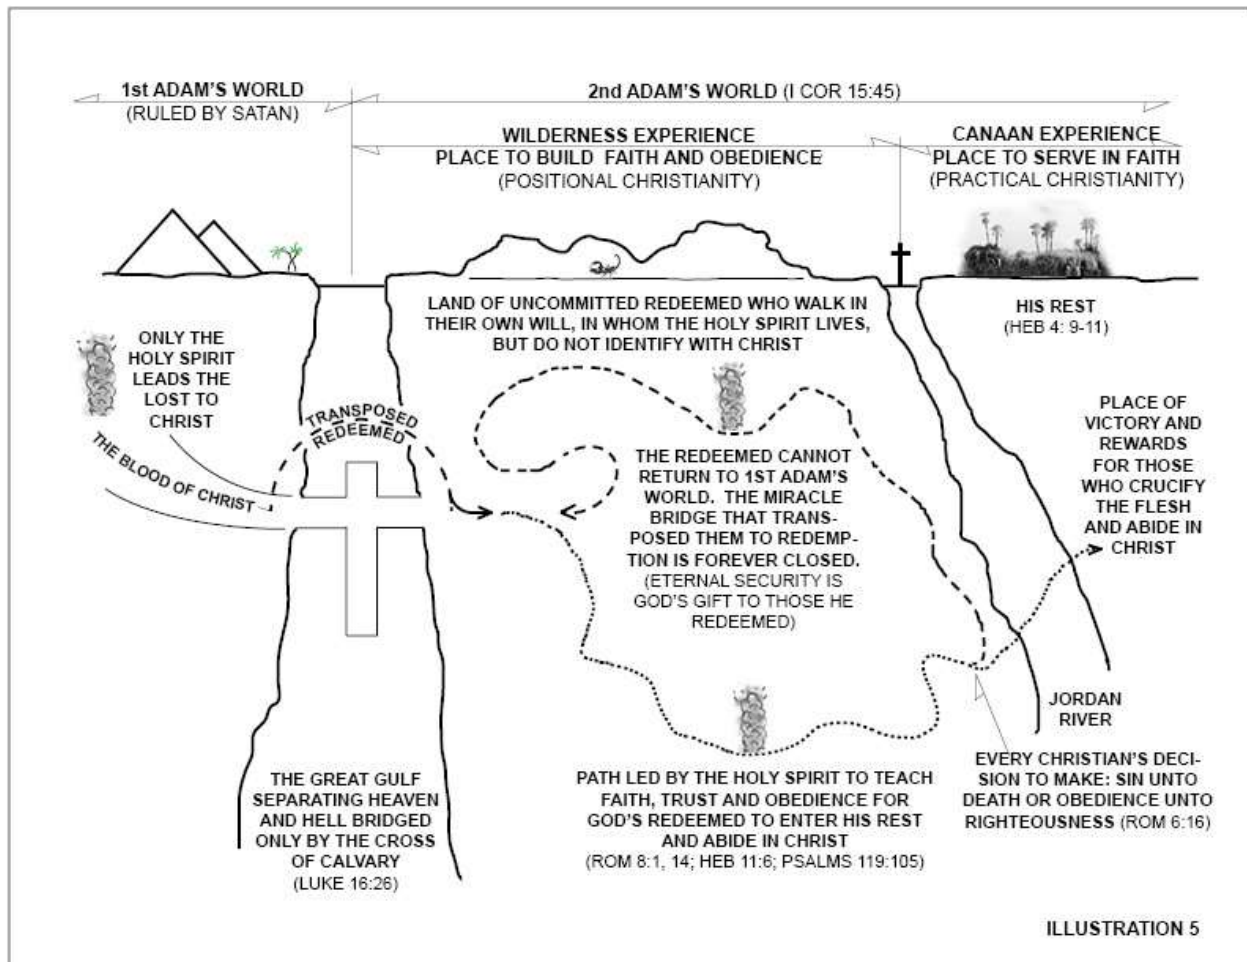 1st ADAM'S WORLD
(RULED BY SATAN)
2nd ADAM'S WORLD (I COR 15:45)
WILDERNESS EXPERIENCE
PLACE TO BUILD FAITH AND OBEDIENCE
(POSITIONAL CHRISTIANITY)
CANAAN EXPERIENCE
PLACE TO SERVE IN FAITH
(PRACTICAL CHRISTIANITY)
LAND OF UNCOMMITTED REDEEMED WHO WALK IN
THEIR OWN WILL, IN WHOM THE HOLY SPIRIT LIVES,
BUT DO NOT IDENTIFY WITH CHRIST
HIS REST
(HEB 4: 9-11)
ONLY THE
HOLY SPIRIT
LEADS THE
LOST TO
CHRIST
THE BLOOD OF CHRIST
TRANSPOSED
REDEEMED
THE REDEEMED CANNOT
RETURN TO 1ST ADAM'S
WORLD. THE MIRACLE
BRIDGE THAT TRANS-
POSED THEM TO REDEMP-
TION IS FOREVER CLOSED.
(ETERNAL SECURITY IS
GOD'S GIFT TO THOSE HE
REDEEMED)
PLACE OF
VICTORY AND
REWARDS
FOR THOSE
WHO CRUCIFY
THE FLESH
AND ABIDE IN
CHRIST
JORDAN
RIVER
THE GREAT GULF
SEPARATING HEAVEN
AND HELL BRIDGED
ONLY BY THE CROSS
OF CALVARY
(LUKE 16:26)
PATH LED BY THE HOLY SPIRIT TO TEACH
FAITH, TRUST AND OBEDIENCE FOR
GOD'S REDEEMED TO ENTER HIS REST
AND ABIDE IN CHRIST
(ROM 8:1, 14; HEB 11:6; PSALMS 119:105)
EVERY CHRISTIAN'S DECI-
SION TO MAKE: SIN UNTO
DEATH OR OBEDIENCE UNTO
RIGHTEOUSNESS (ROM 6:16)
ILLUSTRATION 5